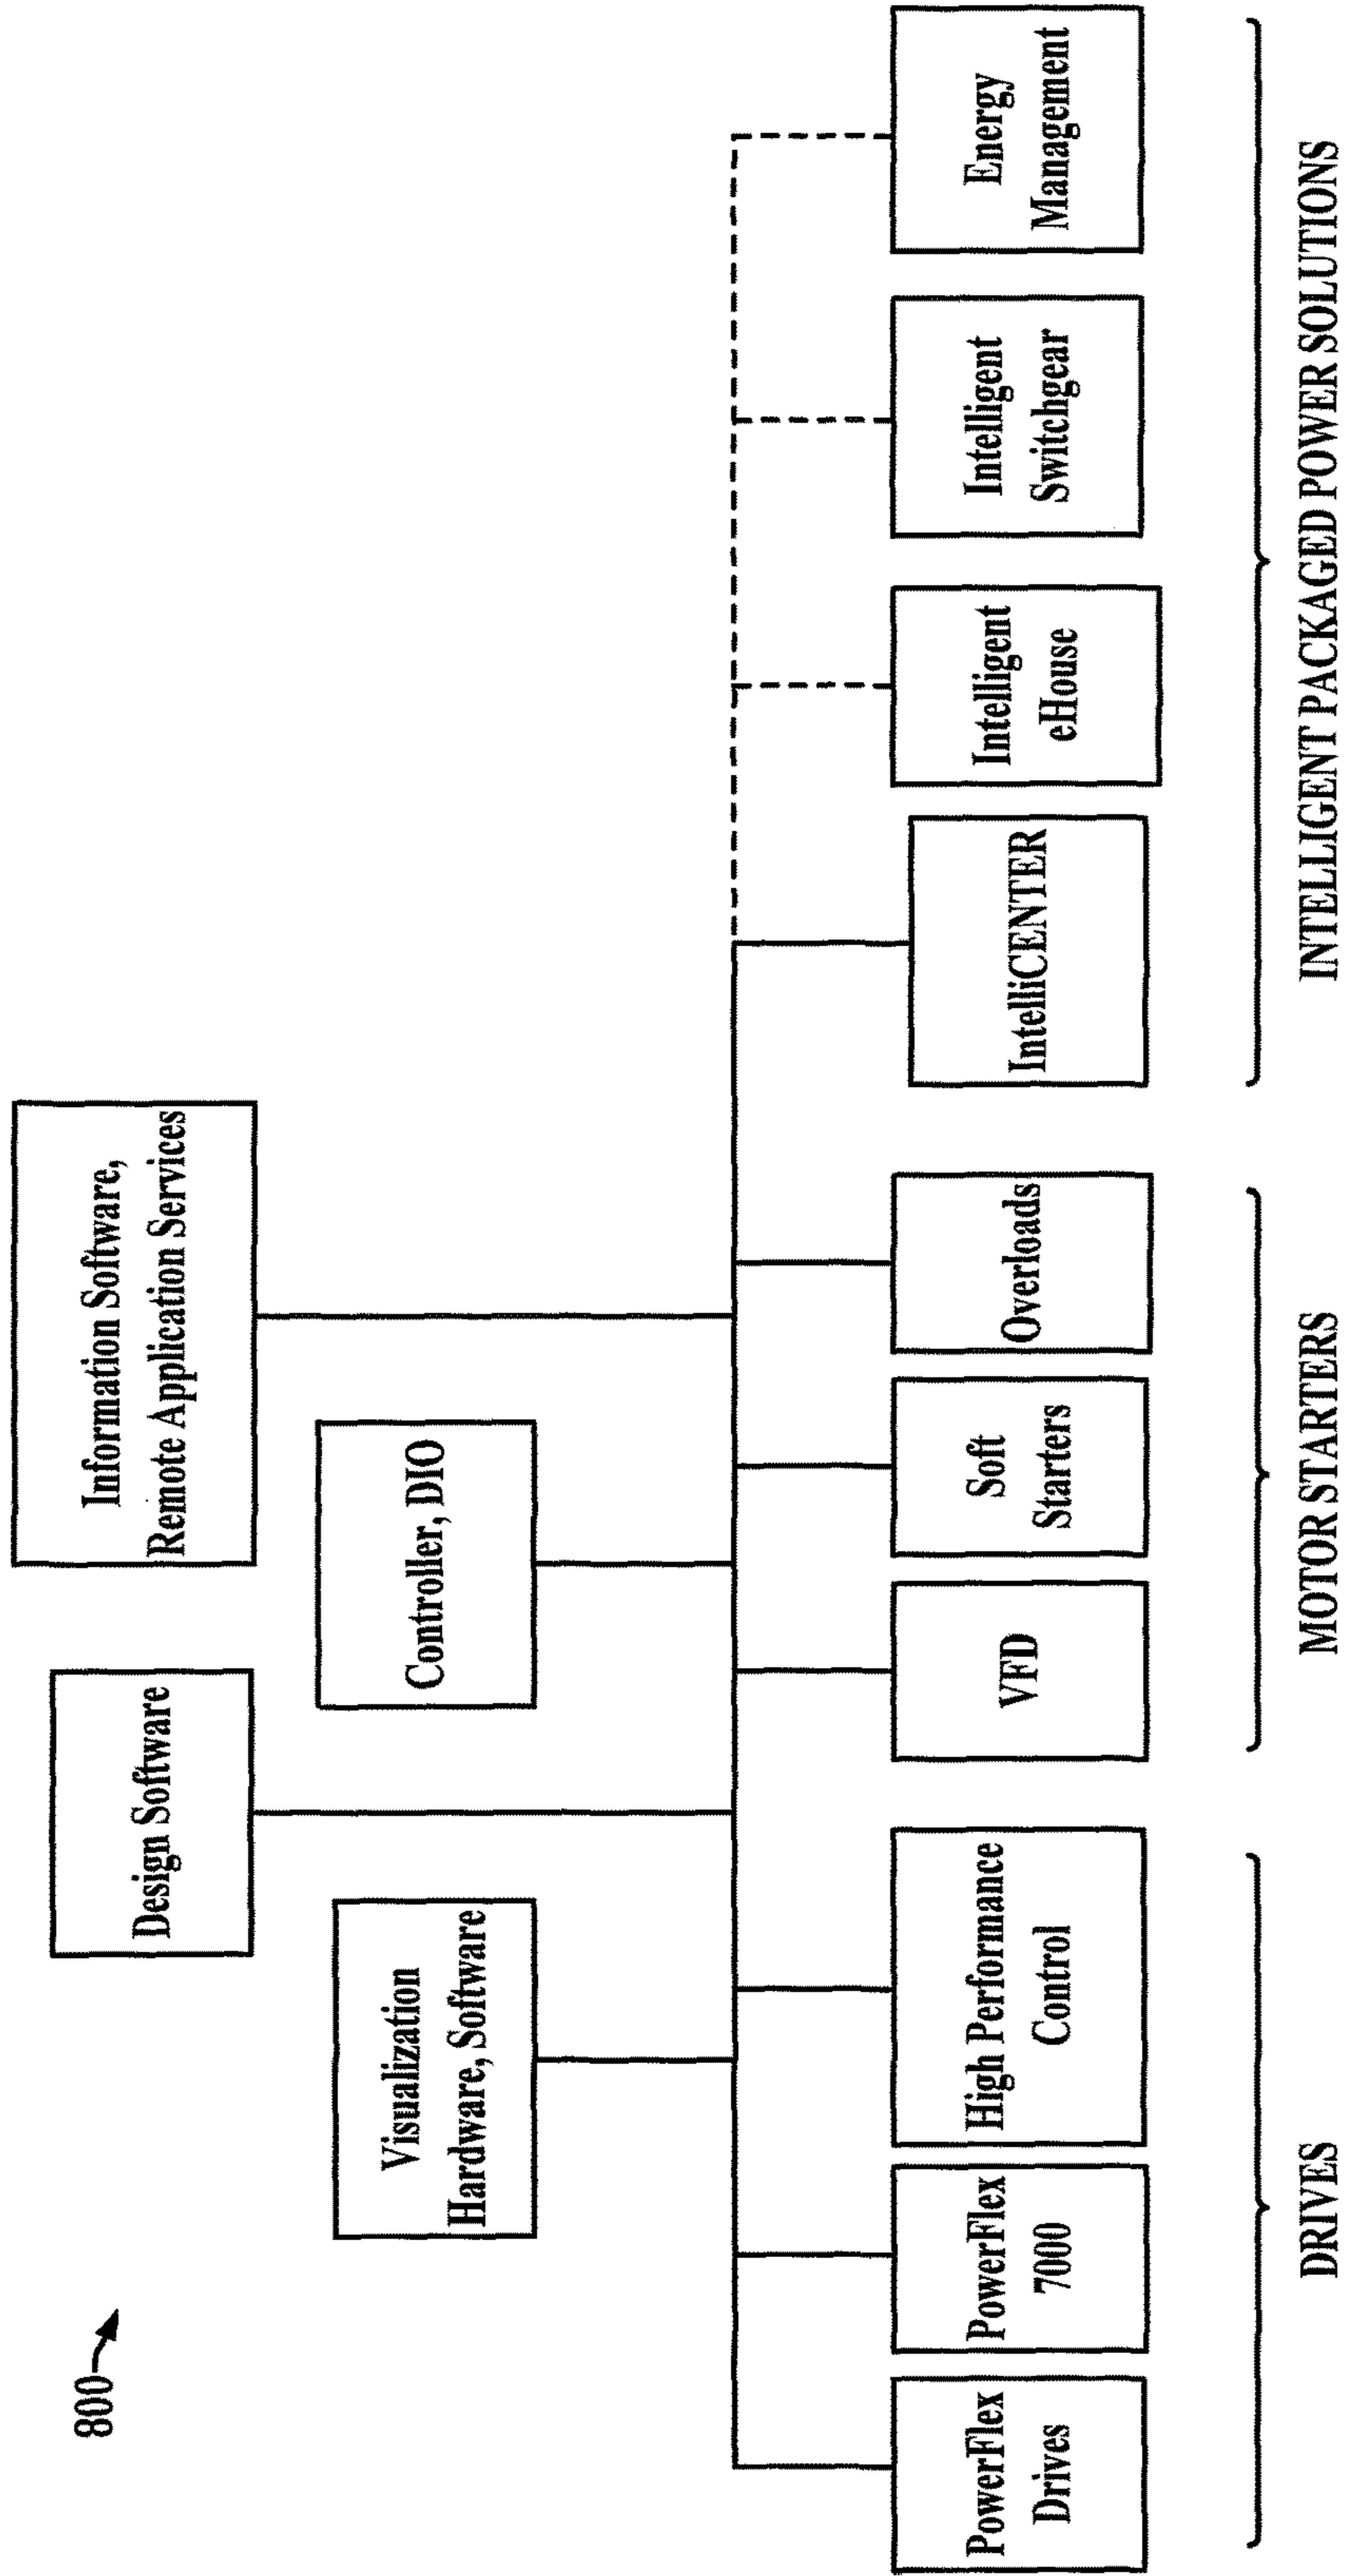 800
Information Software,
Remote Application Services
Design Software
Controller, DIO
Visualization
Hardware, Software
PowerFlex
Drives
PowerFlex
7000
High Performance
Control
VFD
Soft
Starters
Overloads
IntelliCENTER
Intelligent
eHouse
Intelligent
Switchgear
Energy
Management
DRIVES
MOTOR STARTERS
INTELLIGENT PACKAGED POWER SOLUTIONS